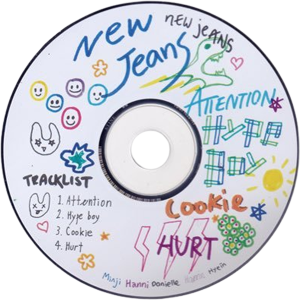 New
Jeans
NEW JEANS
ATTENTION
HYPE
BOY
COOKIE
HURT
TRACKLIST
1. Attention
2. Hype boy
3. Cookie
4. Hurt
Minji Hanni Danielle Haerin Hyein